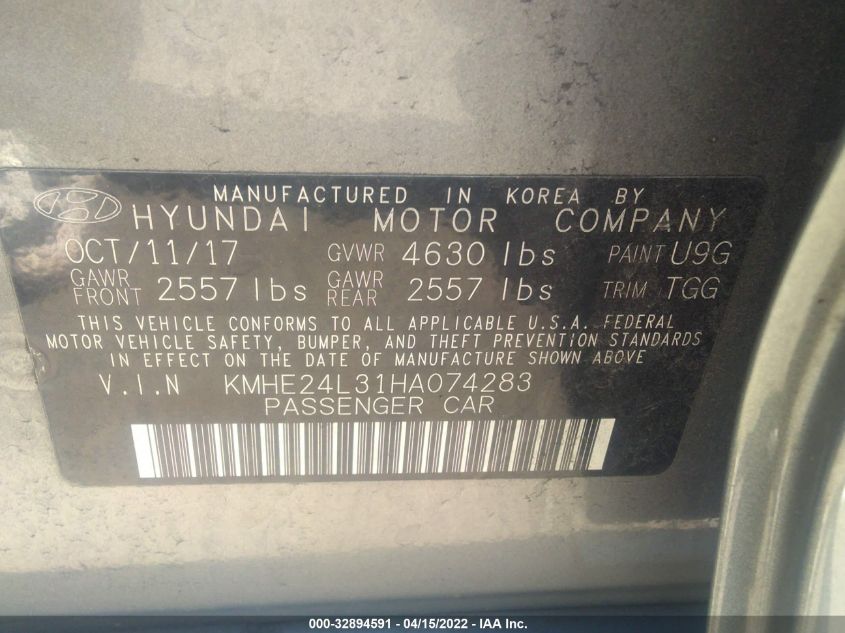 MANUFACTURED IN KOREA BY
HYUNDAI MOTOR COMPANY
OCT/11/17 GVWR 4630 lbs PAINT U9G
GAWR FRONT 2557 lbs GAWR REAR 2557 lbs TRIM TGG
THIS VEHICLE CONFORMS TO ALL APPLICABLE U.S.A. FEDERAL
MOTOR VEHICLE SAFETY, BUMPER, AND THEFT PREVENTION STANDARDS
IN EFFECT ON THE DATE OF MANUFACTURE SHOWN ABOVE
V.I.N KMHE24L31HA074283
PASSENGER CAR
000-32894591 - 04/15/2022 - IAA Inc.